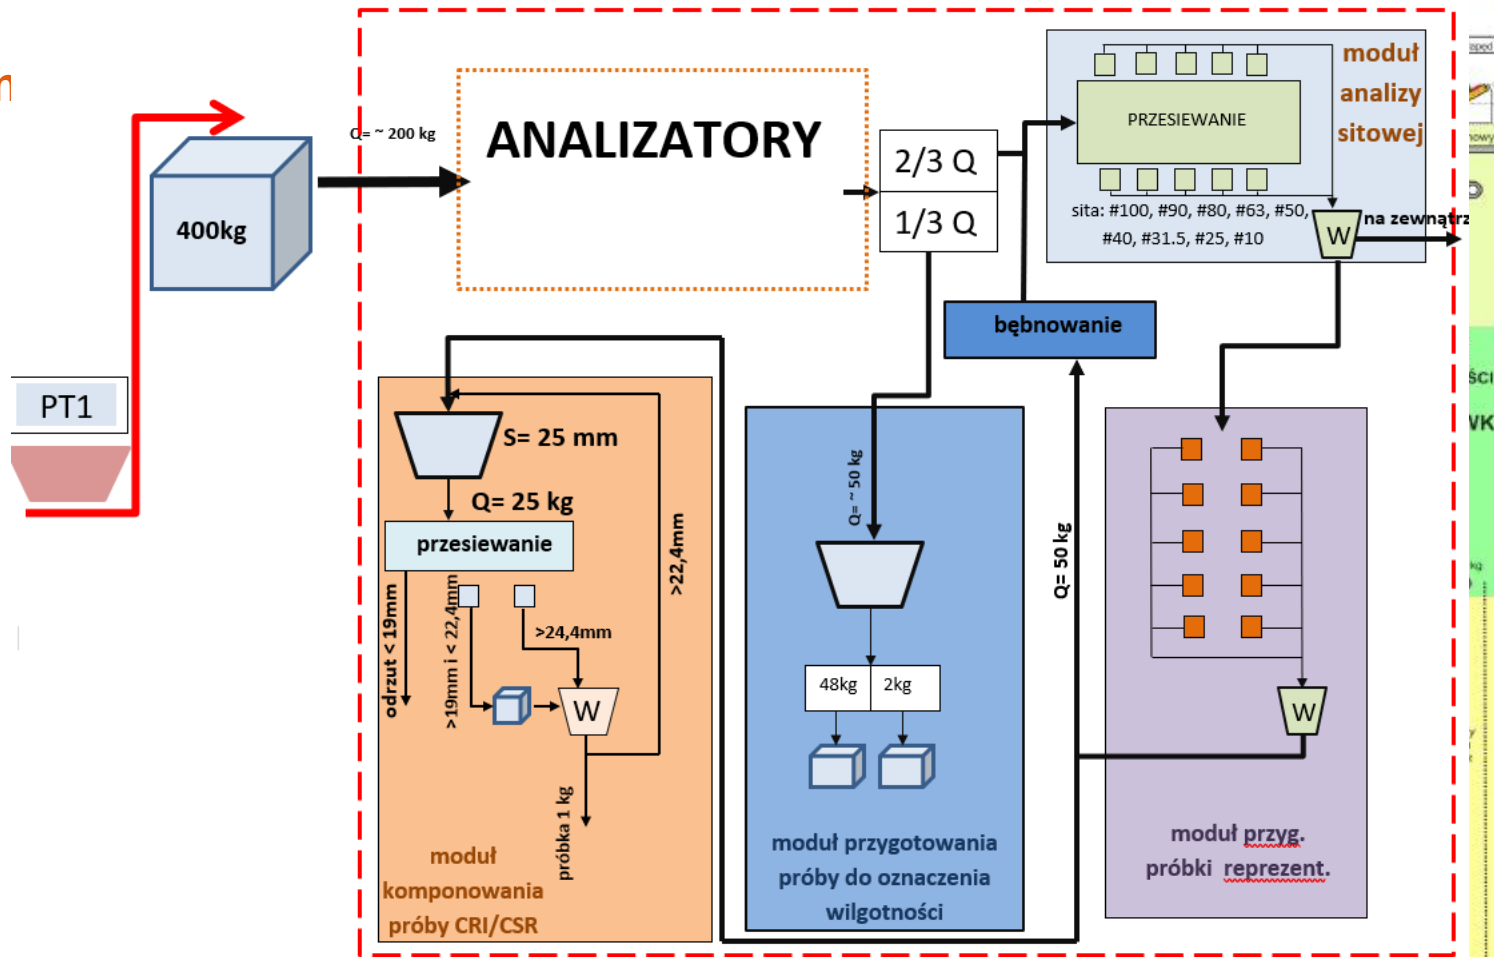 400kg
PT1
Q= ~ 200 kg
ANALIZATORY
2/3 Q
1/3 Q
PRZESIEWANIE
moduł
analizy
sitowej
sita: #100, #90, #80, #63, #50,
#40, #31.5, #25, #10
W
na zewnątrz
bębnowanie
S= 25 mm
Q= 25 kg
przesiewanie
odrzut < 19mm
>19mm i < 22,4mm
>24,4mm
>22,4mm
W
próbka 1 kg
moduł
komponowania
próby CRI/CSR
Q= ~ 50 kg
48kg
2kg
moduł przygotowania
próby do oznaczenia
wilgotności
Q= 50 kg
W
moduł przyg.
próbki reprezent.